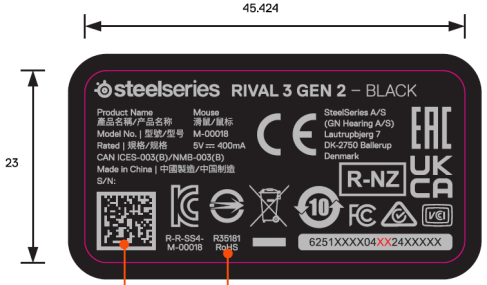 45.424
23
steelseries RIVAL 3 GEN 2 – BLACK
Product Name Mouse
產品名稱/产品名称 滑鼠/鼠标
Model No. | 型號/型号 M-00018
Rated | 規格/规格 5V⎓400mA
CAN ICES-003(B)/NMB-003(B)
Made in China | 中國製造/中国制造
S/N:
CE
SteelSeries A/S
(GN Hearing A/S)
Lautrupbjerg 7
DK-2750 Ballerup
Denmark
EAC
R-NZ
UK
CA
KC
10
FC
VCI
R-R-SS4-
M-00018
R35181
RoHS
6251XXXX04XX24XXXXX